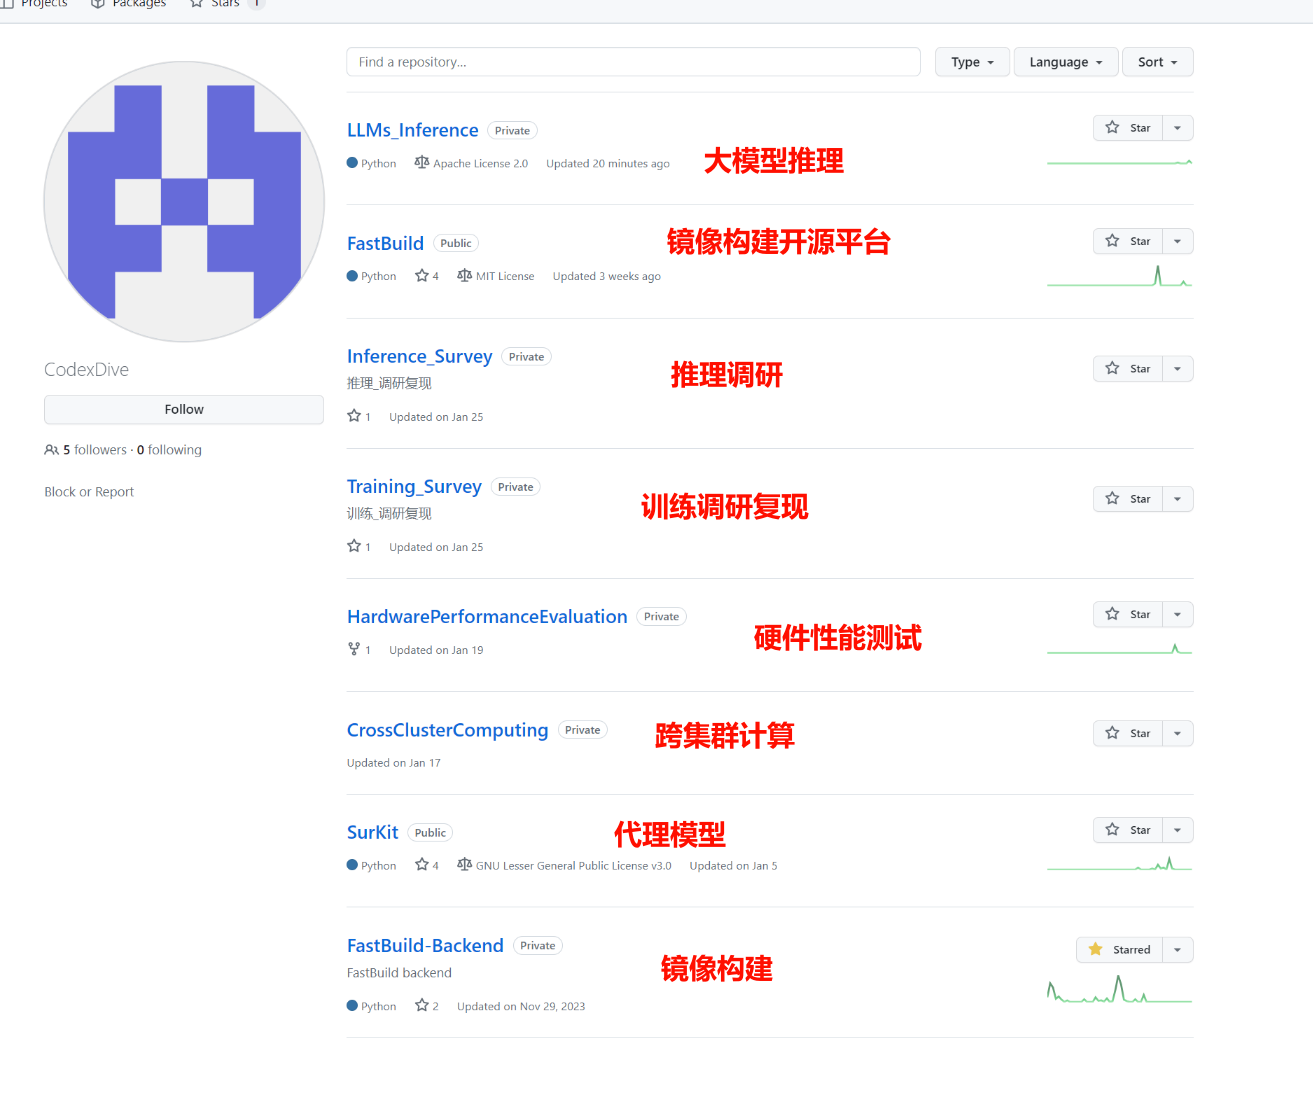 Projects Packages Stars 1
Find a repository... Type Language Sort
LLMs_Inference Private Star
Python Apache License 2.0 Updated 20 minutes ago 大模型推理
FastBuild Public 镜像构建开源平台 Star
Python 4 MIT License Updated 3 weeks ago
Inference_Survey Private
推理_调研复现 推理调研 Star
1 Updated on Jan 25
CodexDive
Follow
5 followers · 0 following
Block or Report
Training_Survey Private
训练_调研复现 训练调研复现 Star
1 Updated on Jan 25
HardwarePerformanceEvaluation Private Star
1 Updated on Jan 19 硬件性能测试
CrossClusterComputing Private 跨集群计算 Star
Updated on Jan 17
SurKit Public 代理模型 Star
Python 4 GNU Lesser General Public License v3.0 Updated on Jan 5
FastBuild-Backend Private Starred
FastBuild backend 镜像构建
Python 2 Updated on Nov 29, 2023